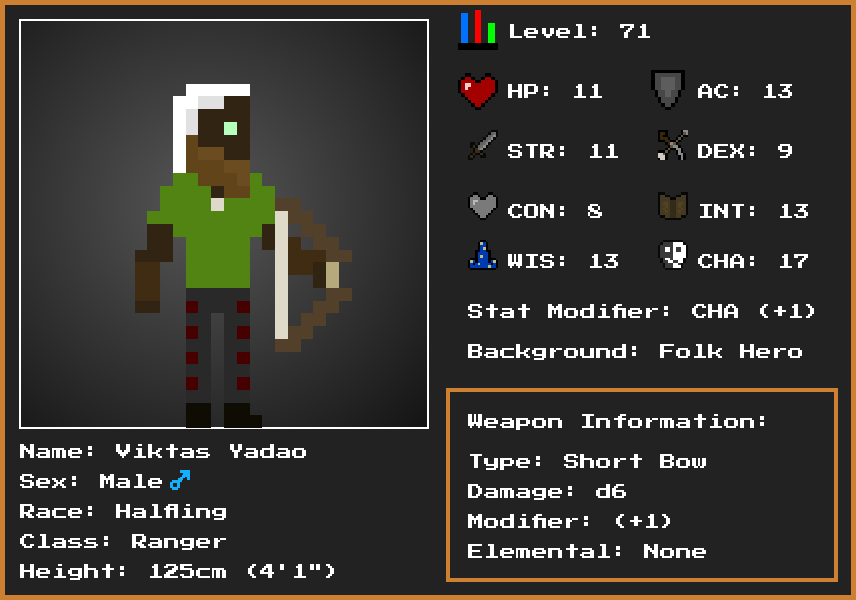 Level: 71
HP: 11 AC: 13
STR: 11 DEX: 9
CON: 8 INT: 13
WIS: 13 CHA: 17
Stat Modifier: CHA (+1)
Background: Folk Hero
Weapon Information:
Type: Short Bow
Damage: d6
Modifier: (+1)
Elemental: None
Name: Viktas Yadao
Sex: Male ♂
Race: Halfling
Class: Ranger
Height: 125cm (4'1")